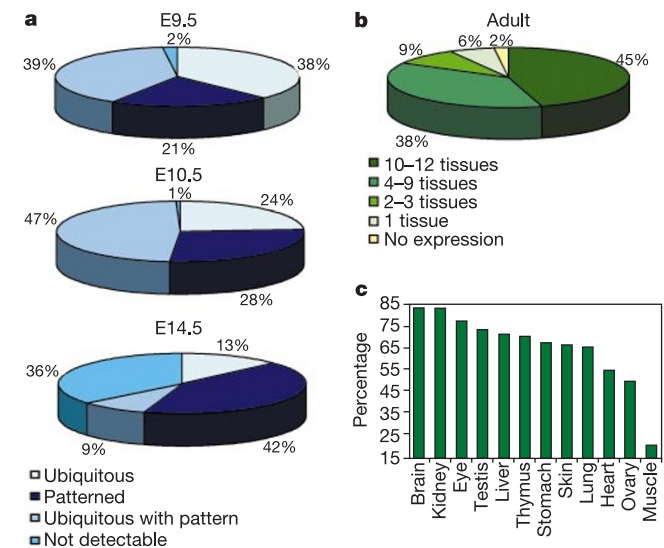 a
E9.5
2%
39%
38%
21%
E10.5
1%
24%
47%
28%
E14.5
13%
36%
9%
42%
Ubiquitous
Patterned
Ubiquitous with pattern
Not detectable
b
Adult
6% 2%
9%
45%
38%
10–12 tissues
4–9 tissues
2–3 tissues
1 tissue
No expression
c
Percentage
85
75
65
55
45
35
25
15
Brain
Kidney
Eye
Testis
Liver
Thymus
Stomach
Skin
Lung
Heart
Ovary
Muscle